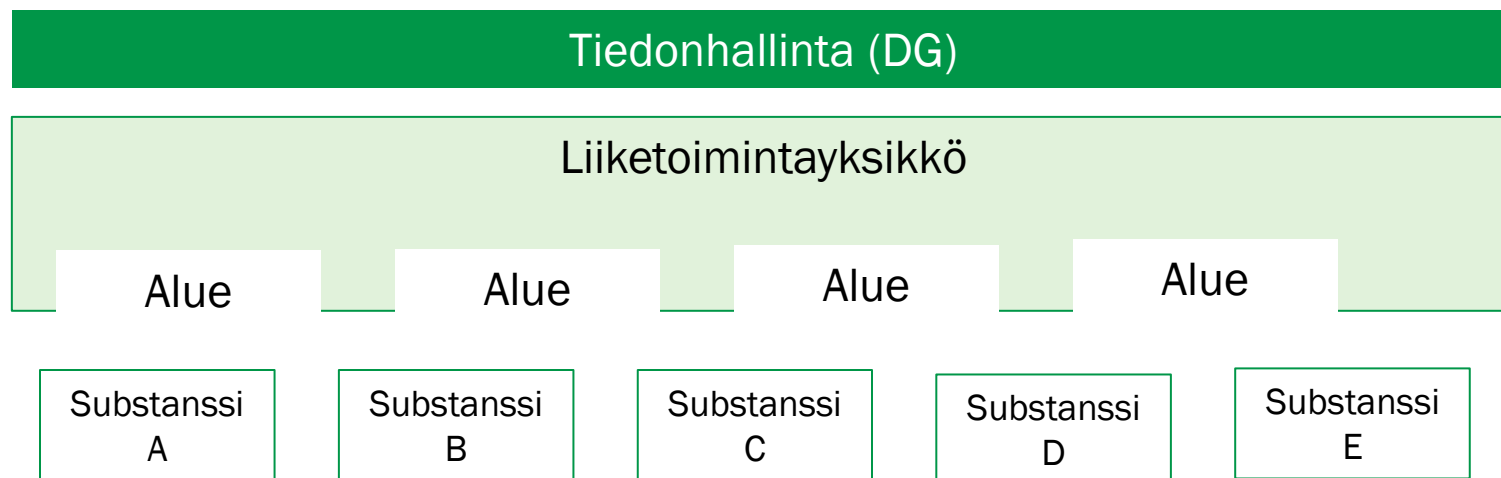 Tiedonhallinta (DG)
Liiketoimintayksikkö
Alue
Alue
Alue
Alue
Substanssi
A
Substanssi
B
Substanssi
C
Substanssi
D
Substanssi
E